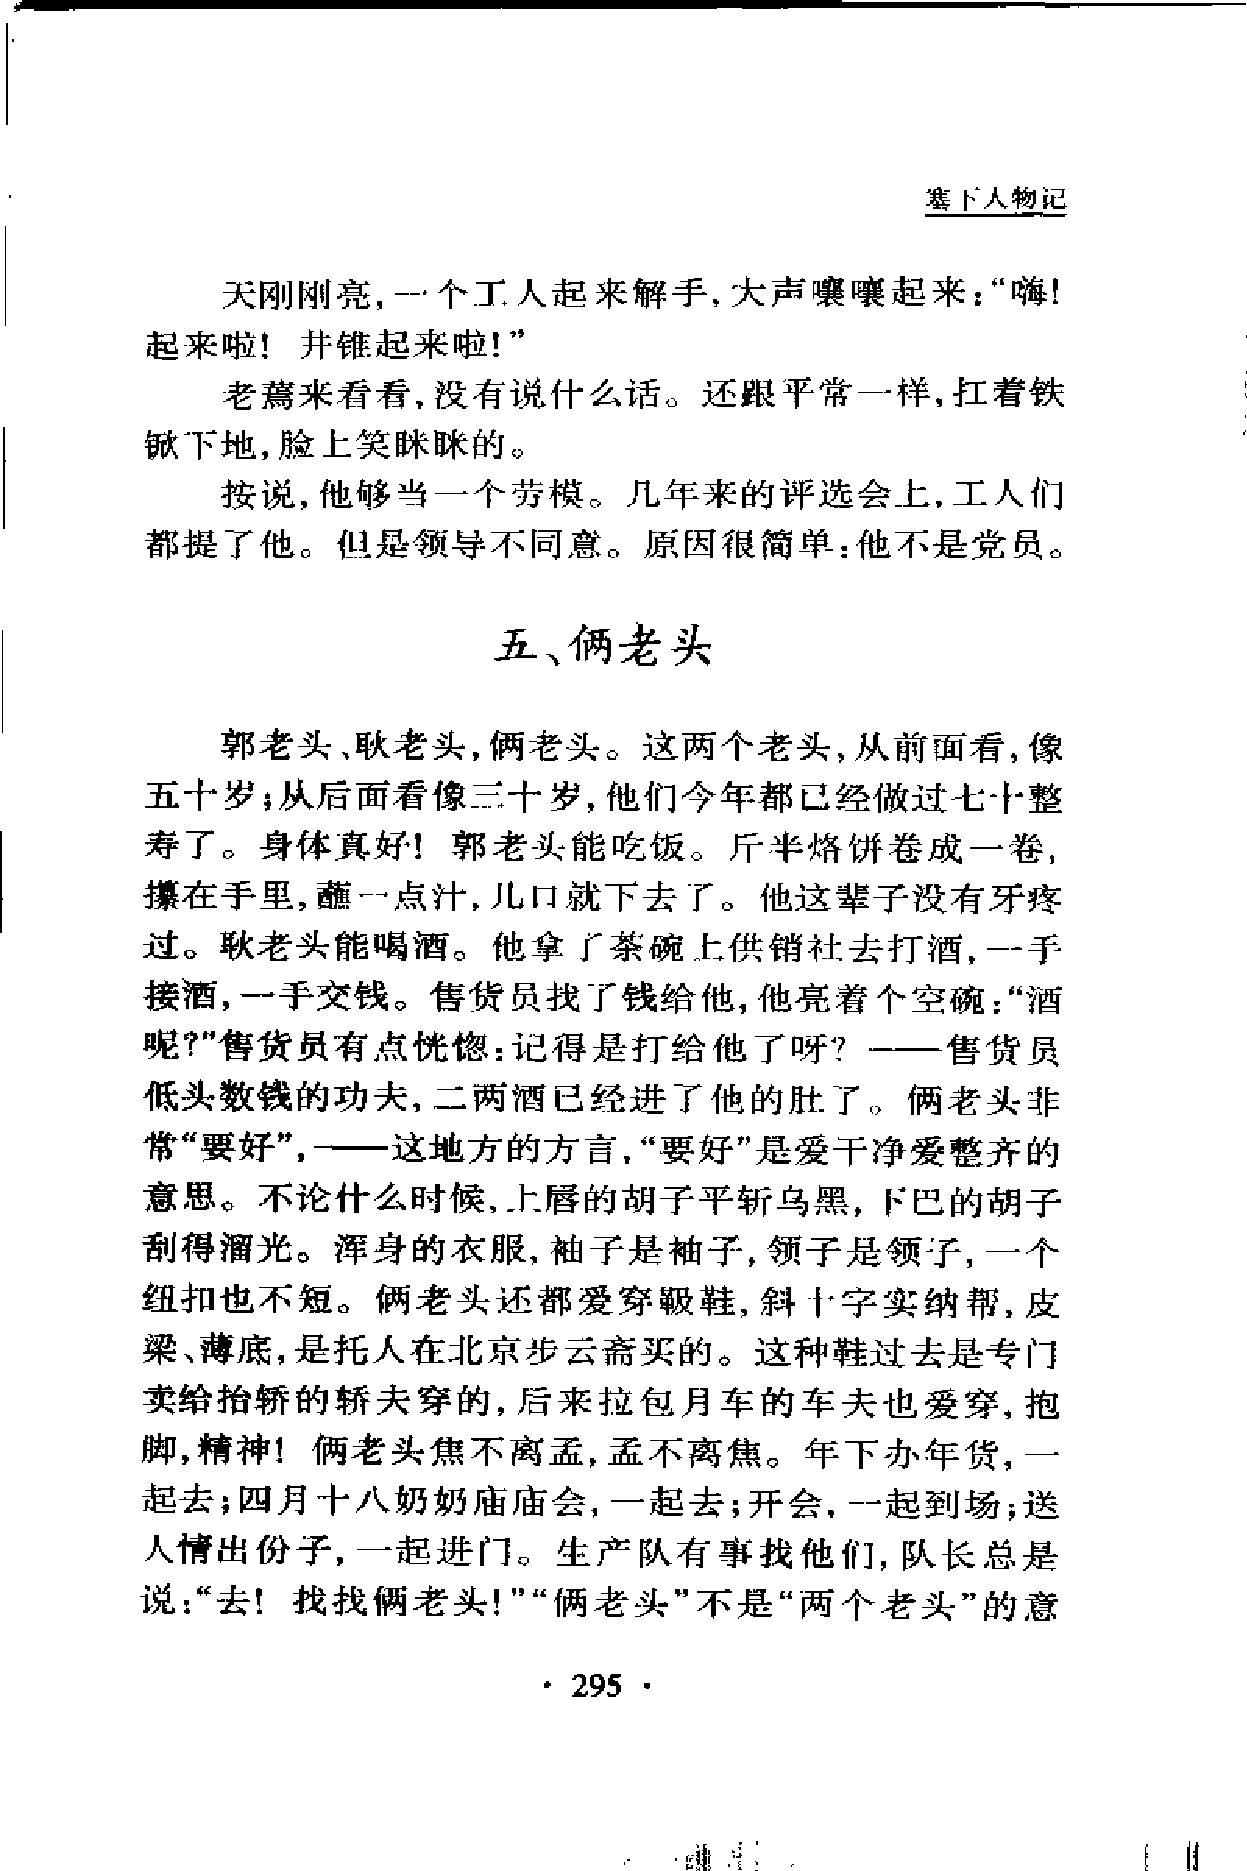 塞下人物记
天刚刚亮，一个工人起来解手，大声嚷嚷起来：“嗨！
起来啦！ 井锥起来啦！”
老蔫来看看，没有说什么话。还跟平常一样，扛着铁
锨下地，脸上笑眯眯的。
按说，他够当一个劳模。几年来的评选会上，工人们
都提了他。但是领导不同意。原因很简单：他不是党员。
五、俩老头
郭老头、耿老头，俩老头。这两个老头，从前面看，像
五十岁；从后面看像三十岁，他们今年都已经做过七十整
寿了。身体真好！ 郭老头能吃饭。斤半烙饼卷成一卷，
攥在手里，蘸一点汁，几口就下去了。他这辈子没有牙疼
过。耿老头能喝酒。他拿了茶碗上供销社去打酒，一手
接酒，一手交钱。售货员找了钱给他，他亮着个空碗：“酒
呢？”售货员有点恍惚：记得是打给他了呀？ ——售货员
低头数钱的功夫，二两酒已经进了他的肚了。俩老头非
常“要好”，——这地方的方言，“要好”是爱干净爱整齐的
意思。不论什么时候，上唇的胡子平斩乌黑，下巴的胡子
刮得溜光。浑身的衣服，袖子是袖子，领子是领子，一个
纽扣也不短。俩老头还都爱穿靸鞋，斜十字实纳帮，皮
梁、薄底，是托人在北京步云斋买的。这种鞋过去是专门
卖给抬轿的轿夫穿的，后来拉包月车的车夫也爱穿，抱
脚，精神！ 俩老头焦不离孟，孟不离焦。年下办年货，一
起去；四月十八奶奶庙庙会，一起去；开会，一起到场；送
人情出份子，一起进门。生产队有事找他们，队长总是
说：“去！ 找找俩老头！”“俩老头”不是“两个老头”的意
· 295 ·